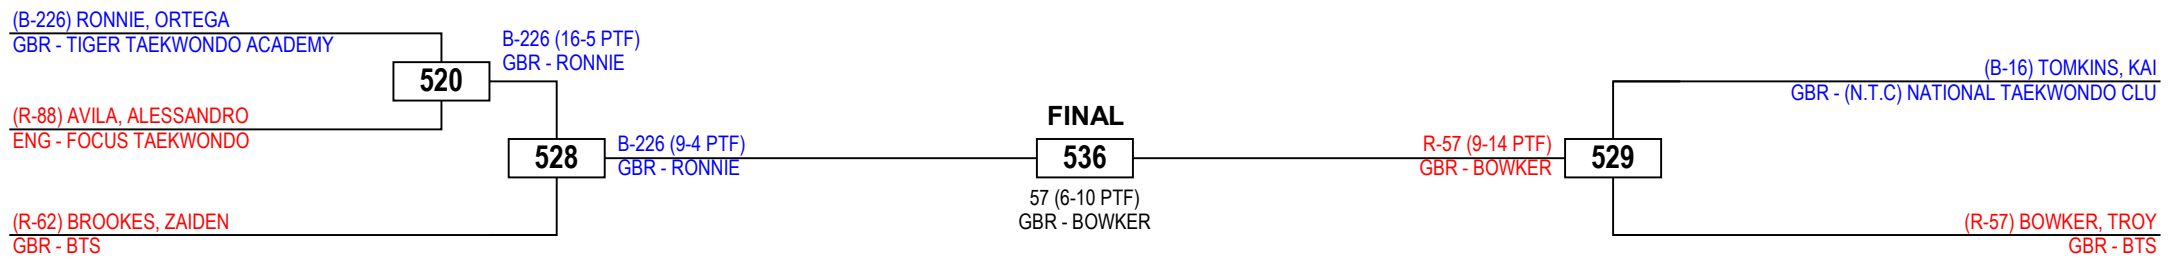 (B-226) RONNIE, ORTEGA
GBR - TIGER TAEKWONDO ACADEMY
B-226 (16-5 PTF)
GBR - RONNIE
520
(R-88) AVILA, ALESSANDRO
ENG - FOCUS TAEKWONDO
B-226 (9-4 PTF)
GBR - RONNIE
528
(R-62) BROOKES, ZAIDEN
GBR - BTS
FINAL
536
57 (6-10 PTF)
GBR - BOWKER
R-57 (9-14 PTF)
GBR - BOWKER
529
(B-16) TOMKINS, KAI
GBR - (N.T.C) NATIONAL TAEKWONDO CLU
(R-57) BOWKER, TROY
GBR - BTS